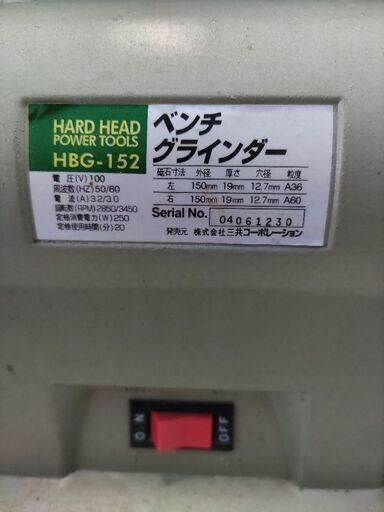 HARD HEAD
POWER TOOLS
HBG-152
電圧(V)100
周波数(HZ)50/60
電流(A)3.2/3.0
回転数(RPM)2850/3450
定格消費電力(W)250
定格使用時間(分)20
ベンチ
グラインダー
砥石寸法 外径 厚さ 穴径 粒度
左 150mm 19mm 12.7mm A36
右 150mm 19mm 12.7mm A60
Serial No. 04061230
発売元 株式会社 三共コーポレーション
ON OFF